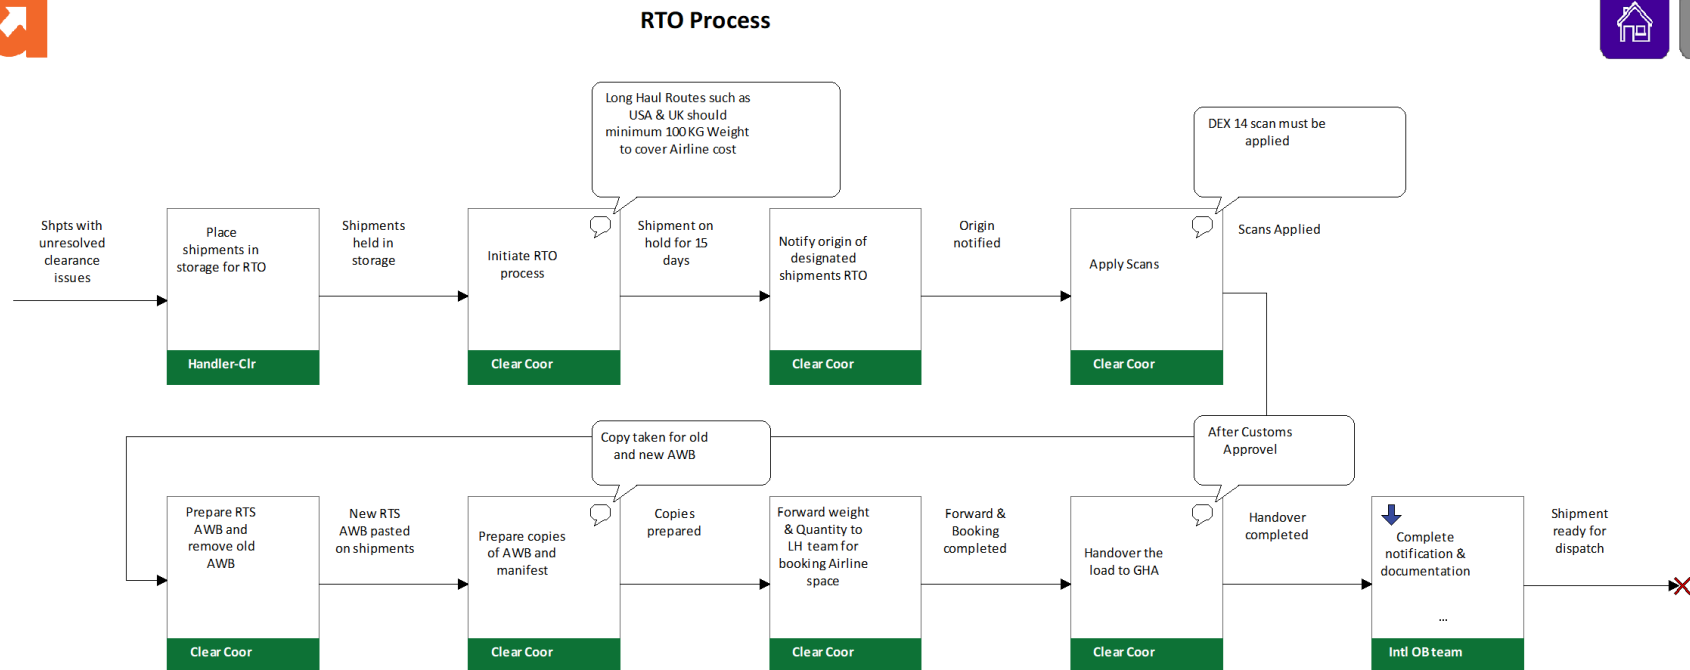 RTO Process
Long Haul Routes such as
USA & UK should
minimum 100 KG Weight
to cover Airline cost
DEX 14 scan must be
applied
Shpts with
unresolved
clearance
issues
Place
shipments in
storage for RTO
Handler-Clr
Shipments
held in
storage
Initiate RTO
process
Clear Coor
Shipment on
hold for 15
days
Notify origin of
designated
shipments RTO
Clear Coor
Origin
notified
Apply Scans
Clear Coor
Scans Applied
Copy taken for old
and new AWB
After Customs
Approvel
Prepare RTS
AWB and
remove old
AWB
Clear Coor
New RTS
AWB pasted
on shipments
Prepare copies
of AWB and
manifest
Clear Coor
Copies
prepared
Forward weight
& Quantity to
LH team for
booking Airline
space
Clear Coor
Forward &
Booking
completed
Handover the
load to GHA
Clear Coor
Handover
completed
Complete
notification &
documentation
...
Intl OB team
Shipment
ready for
dispatch